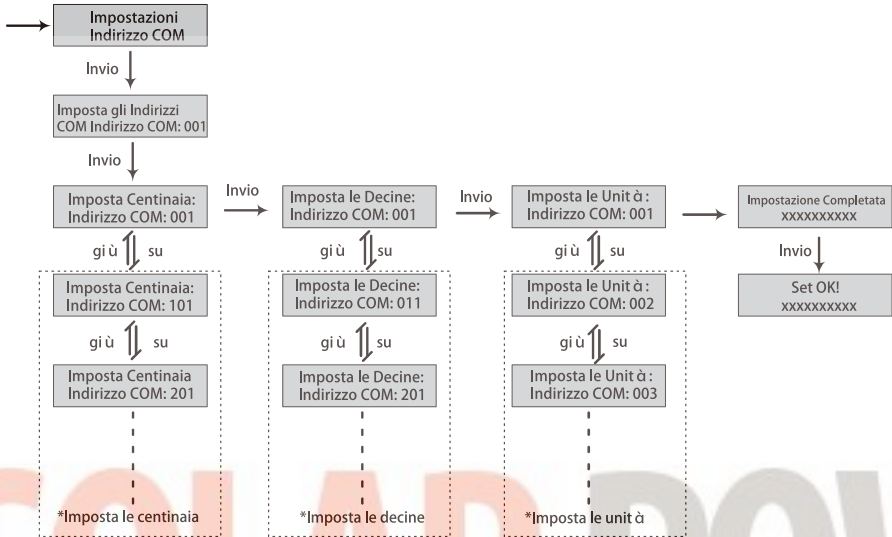 Impostazioni
Indirizzo COM
Invio
Imposta gli Indirizzi
COM Indirizzo COM: 001
Invio
Imposta Centinaia:
Indirizzo COM: 001
Invio
Imposta le Decine:
Indirizzo COM: 001
Invio
Imposta le Unit à :
Indirizzo COM: 001
Impostazione Completata
xxxxxxxxxx
gi ù su
gi ù su
gi ù su
Invio
Imposta Centinaia:
Indirizzo COM: 101
Imposta le Decine:
Indirizzo COM: 011
Imposta le Unit à :
Indirizzo COM: 002
Set OK!
xxxxxxxxxx
gi ù su
gi ù su
gi ù su
Imposta Centinaia
Indirizzo COM: 201
Imposta le Decine:
Indirizzo COM: 201
Imposta le Unit à :
Indirizzo COM: 003
*Imposta le centinaia
*Imposta le decine
*Imposta le unit à